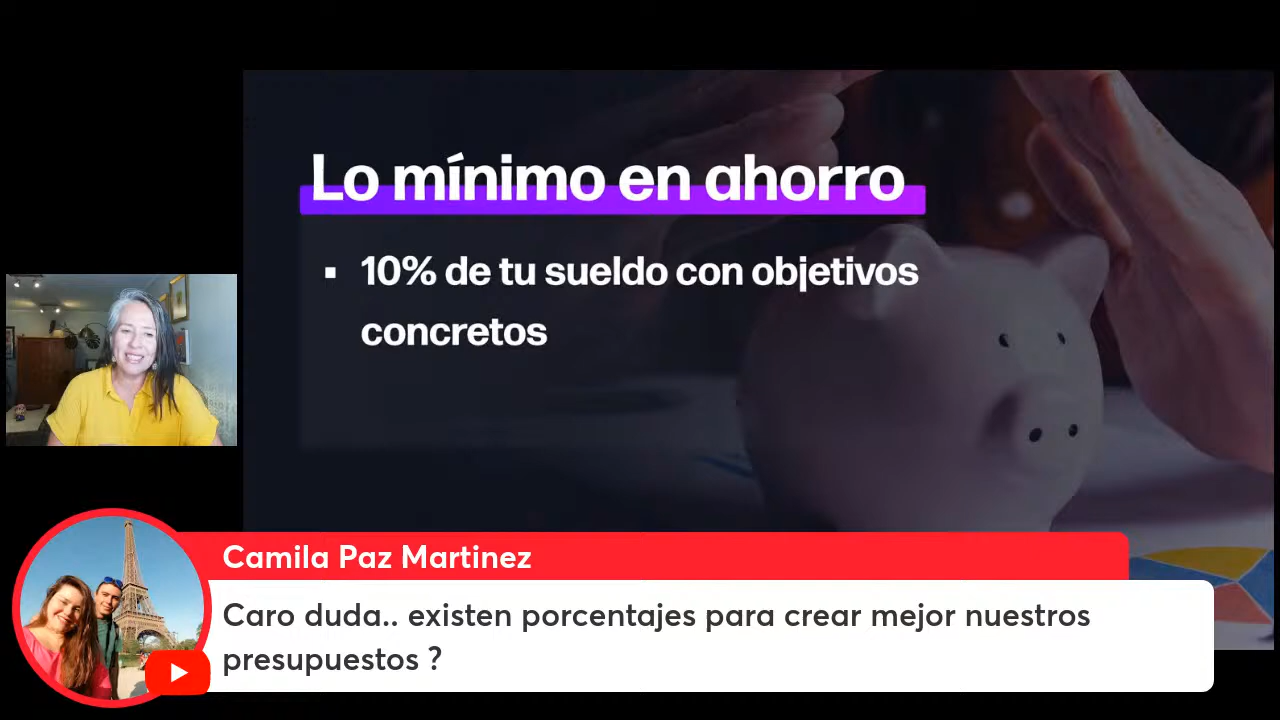 Lo mínimo en ahorro
▪ 10% de tu sueldo con objetivos
concretos
Camila Paz Martinez
Caro duda.. existen porcentajes para crear mejor nuestros
presupuestos ?